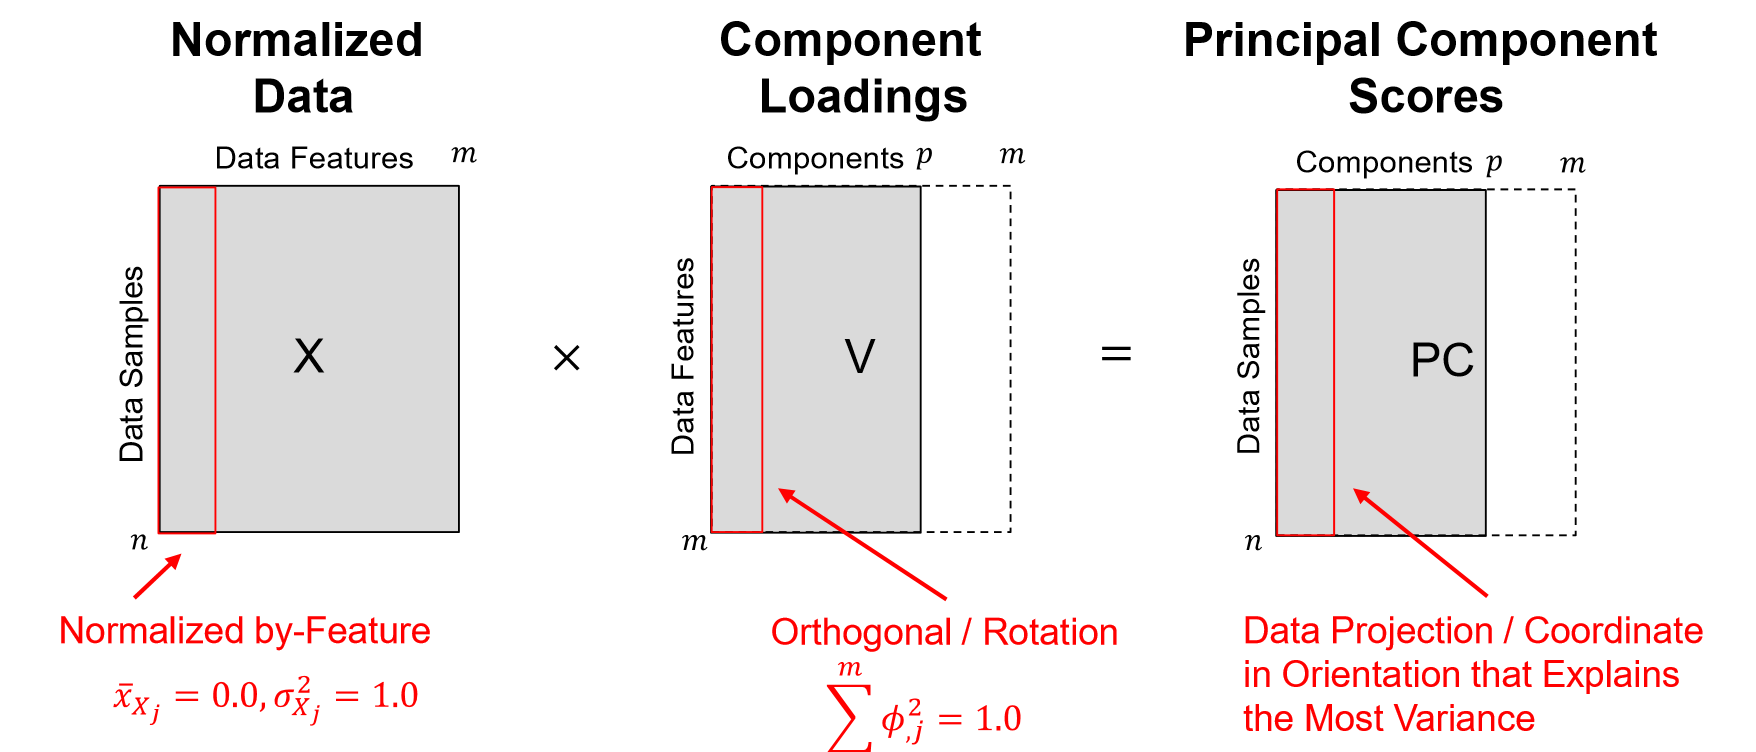 Normalized
Data
Component
Loadings
Principal Component
Scores
Data Features m
Components p m
Components p m
Data Samples
X
×
Data Features
V
=
Data Samples
PC
n
m
n
Normalized by-Feature
x̄_{X_j} = 0.0, σ²_{X_j} = 1.0
Orthogonal / Rotation
m
∑ ϕ²_{,j} = 1.0
Data Projection / Coordinate
in Orientation that Explains
the Most Variance